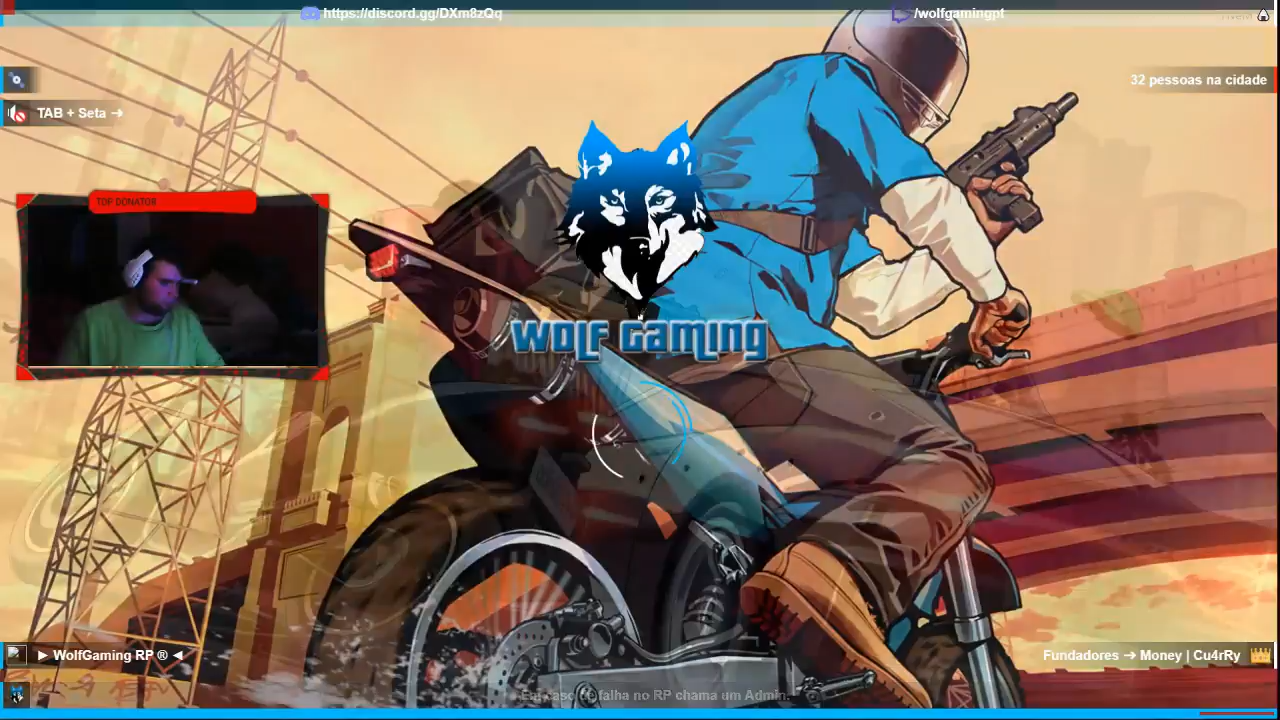 https://discord.gg/DXm8zQq
/wolfgamingpt
32 pessoas na cidade
TAB + Seta ➔
TOP DONATOR
WOLF GAMING
► WolfGaming RP ® ◄
Fundadores ➔ Money | Cu4rRy
Em caso de falha no RP chama um Admin.